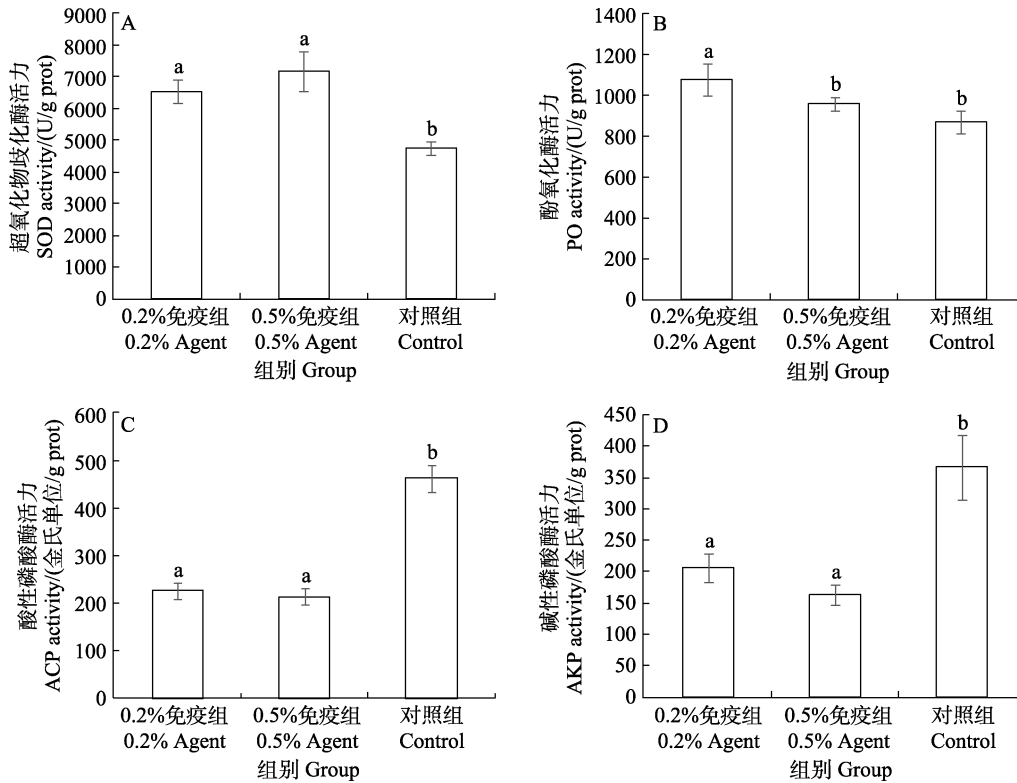 A
超氧化物歧化酶活力
SOD activity/(U/g prot)
9000
8000
7000
6000
5000
4000
3000
2000
1000
0
a
a
b
0.2%免疫组
0.2% Agent
0.5%免疫组
0.5% Agent
对照组
Control
组别 Group
B
酚氧化酶活力
PO activity/(U/g prot)
1400
1200
1000
800
600
400
200
0
a
b
b
0.2%免疫组
0.2% Agent
0.5%免疫组
0.5% Agent
对照组
Control
组别 Group
C
酸性磷酸酶活力
ACP activity/(金氏单位/g prot)
600
500
400
300
200
100
0
a
a
b
0.2%免疫组
0.2% Agent
0.5%免疫组
0.5% Agent
对照组
Control
组别 Group
D
碱性磷酸酶活力
AKP activity/(金氏单位/g prot)
450
400
350
300
250
200
150
100
50
0
a
a
b
0.2%免疫组
0.2% Agent
0.5%免疫组
0.5% Agent
对照组
Control
组别 Group